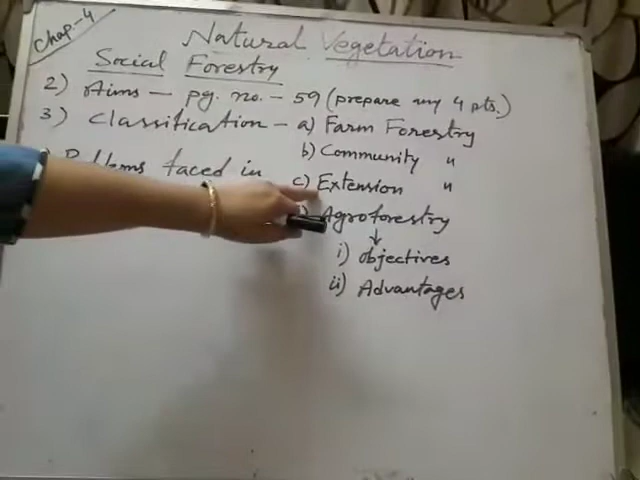 Chap.-4
Natural Vegetation
Social Forestry
2) Aims — pg. no. - 59 (prepare any 4 pts.)
3) Classification - a) Farm Forestry
b) Community "
faced in c) Extension "
Agroforestry
↓
i) Objectives
ii) Advantages